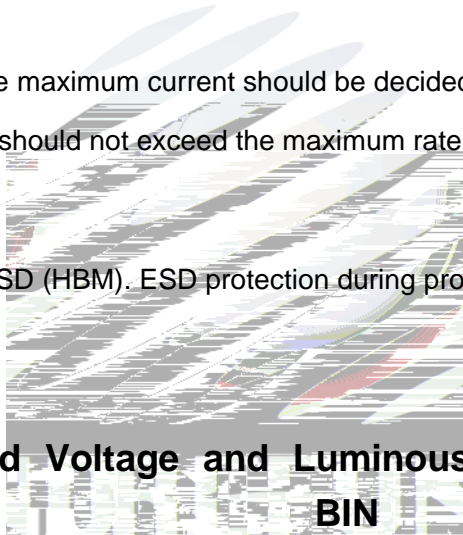 e maximum current should be decided
should not exceed the maximum rate
SD (HBM). ESD protection during pro
d Voltage and Luminous
BIN